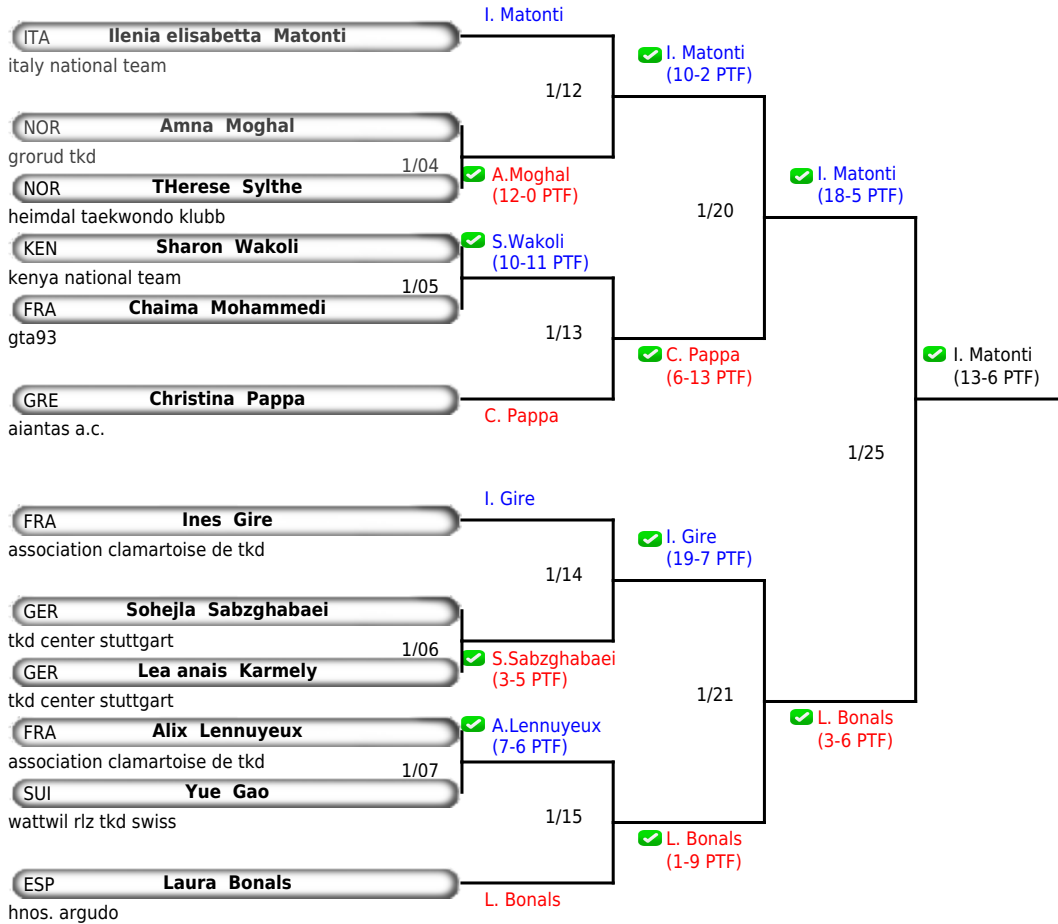 I. Matonti
ITA Ilenia elisabetta Matonti
italy national team
I. Matonti
(10-2 PTF)
1/12
NOR Amna Moghal
grorud tkd
1/04
A.Moghal
(12-0 PTF)
NOR THerese Sylthe
heimdal taekwondo klubb
I. Matonti
(18-5 PTF)
1/20
KEN Sharon Wakoli
kenya national team
S.Wakoli
(10-11 PTF)
1/05
FRA Chaima Mohammedi
gta93
1/13
C. Pappa
(6-13 PTF)
I. Matonti
(13-6 PTF)
GRE Christina Pappa
aiantas a.c.
C. Pappa
1/25
I. Gire
FRA Ines Gire
association clamartoise de tkd
I. Gire
(19-7 PTF)
1/14
GER Sohejla Sabzghabaei
tkd center stuttgart
1/06
S.Sabzghabaei
(3-5 PTF)
GER Lea anais Karmely
tkd center stuttgart
1/21
L. Bonals
(3-6 PTF)
FRA Alix Lennuyeux
association clamartoise de tkd
A.Lennuyeux
(7-6 PTF)
1/07
SUI Yue Gao
wattwil rlz tkd swiss
1/15
L. Bonals
(1-9 PTF)
ESP Laura Bonals
hnos. argudo
L. Bonals